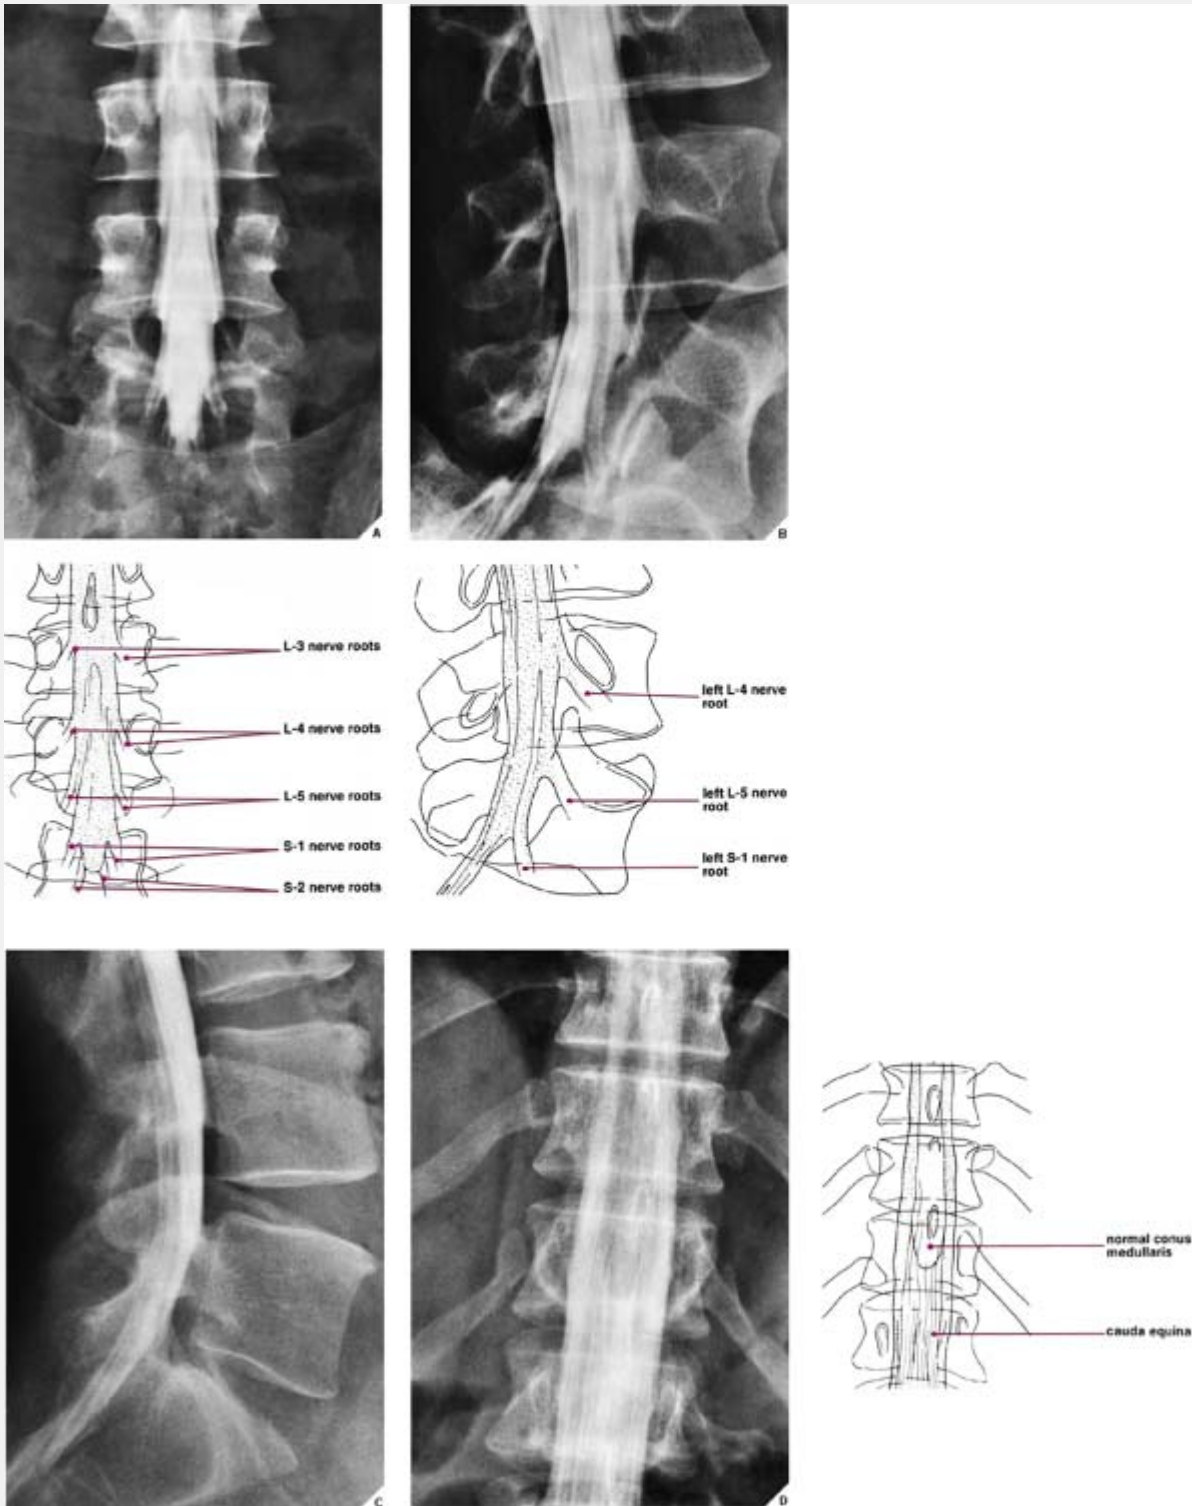 A
B
L-3 nerve roots
L-4 nerve roots
L-5 nerve roots
S-1 nerve roots
S-2 nerve roots
left L-4 nerve
root
left L-5 nerve
root
left S-1 nerve
root
C
D
normal conus
medullaris
cauda equina